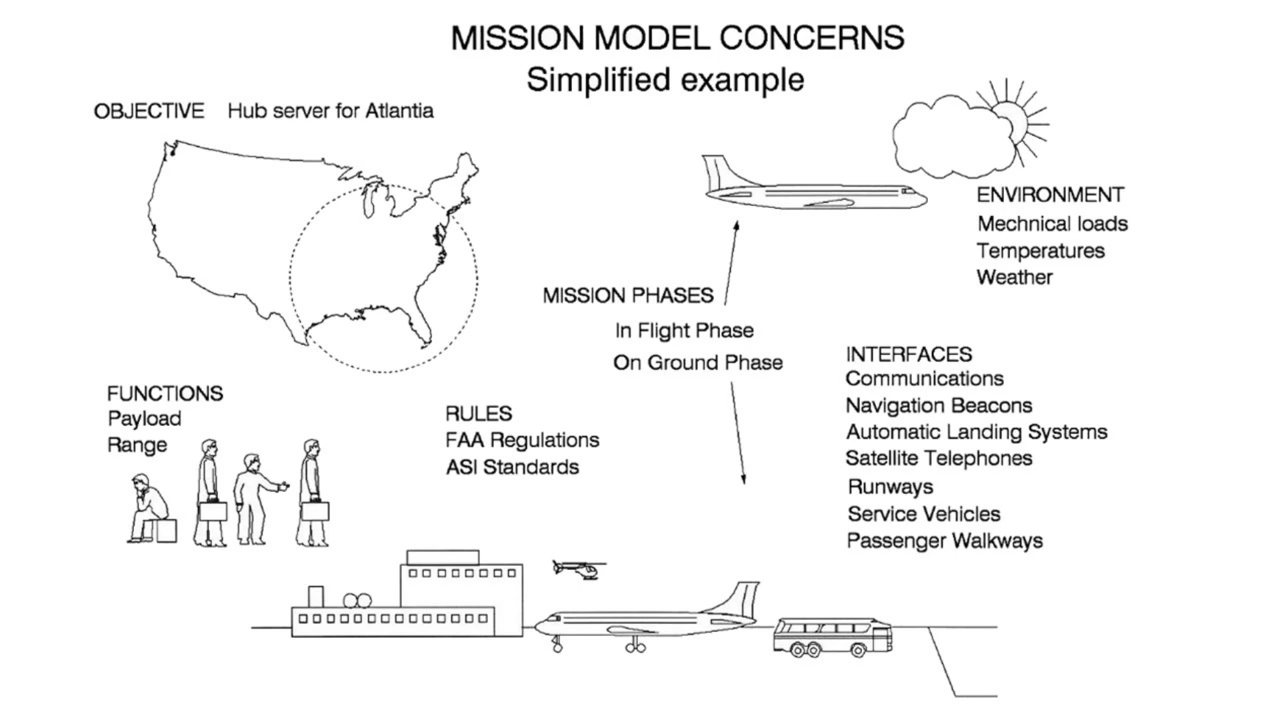 MISSION MODEL CONCERNS
Simplified example
OBJECTIVE Hub server for Atlantia
ENVIRONMENT
Mechnical loads
Temperatures
Weather
MISSION PHASES
In Flight Phase
On Ground Phase
INTERFACES
Communications
Navigation Beacons
Automatic Landing Systems
Satellite Telephones
Runways
Service Vehicles
Passenger Walkways
FUNCTIONS
Payload
Range
RULES
FAA Regulations
ASI Standards